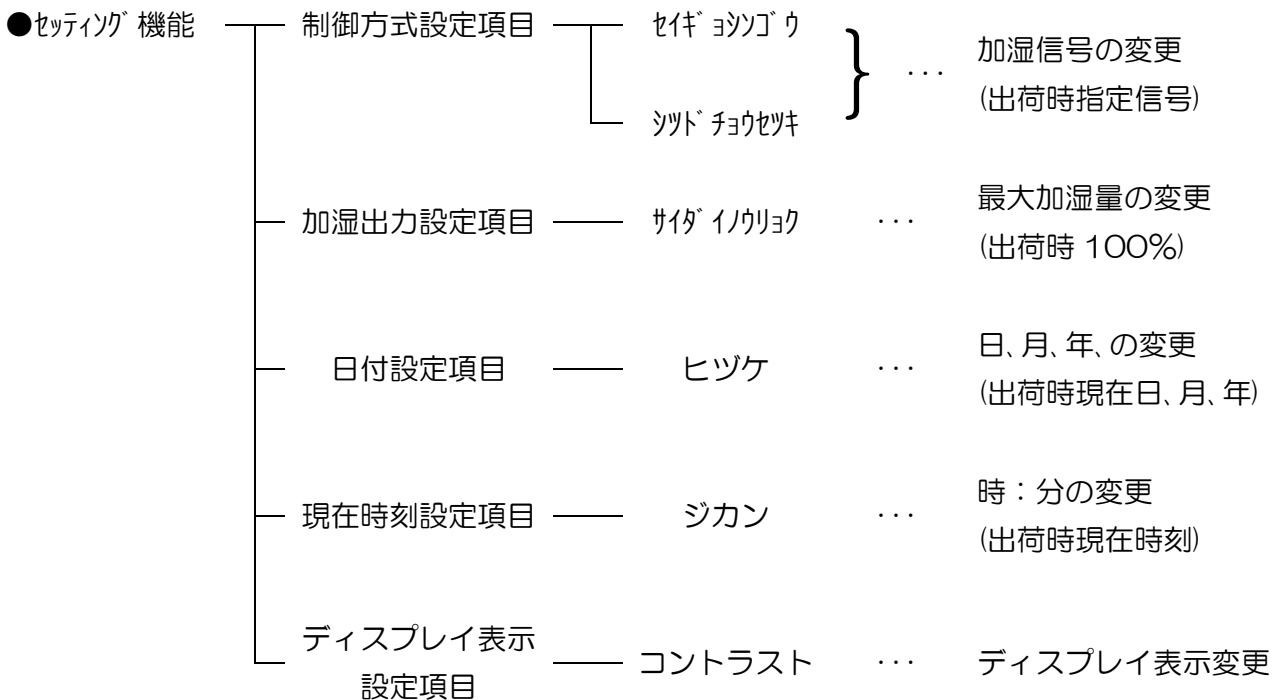 ●ｾｯﾃｨﾝｸﾞ機能
制御方式設定項目
ｾｲｷﾞｮｼﾝｺﾞｳ
ｼﾂﾄﾞﾁｮｳｾﾂｷ
･･･
加湿信号の変更
(出荷時指定信号)
加湿出力設定項目
ｻｲﾀﾞｲﾉｳﾘｮｸ
･･･
最大加湿量の変更
(出荷時 100%)
日付設定項目
ヒヅケ
･･･
日､月､年､の変更
(出荷時現在日､月､年)
現在時刻設定項目
ジカン
･･･
時：分の変更
(出荷時現在時刻)
ディスプレイ表示
設定項目
コントラスト
･･･
ディスプレイ表示変更